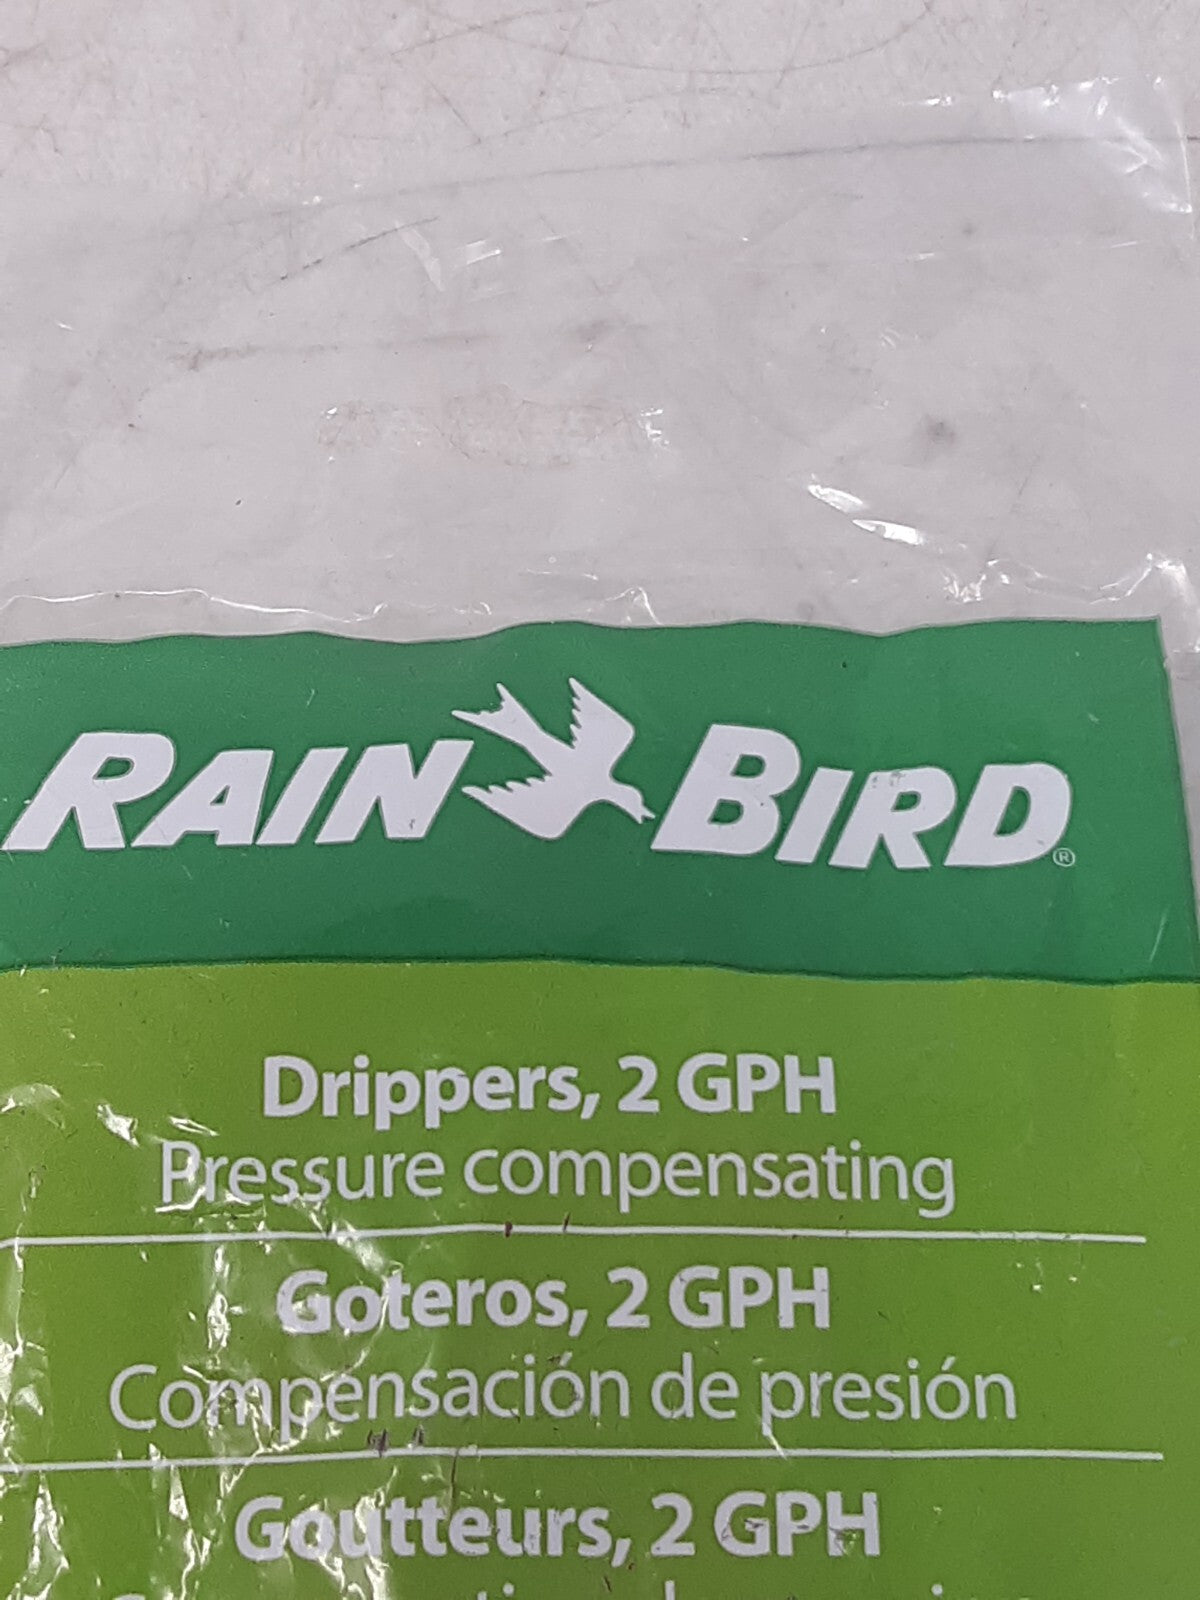 RAIN BIRD®
Drippers, 2 GPH
Pressure compensating
Goteros, 2 GPH
Compensación de presión
Goutteurs, 2 GPH